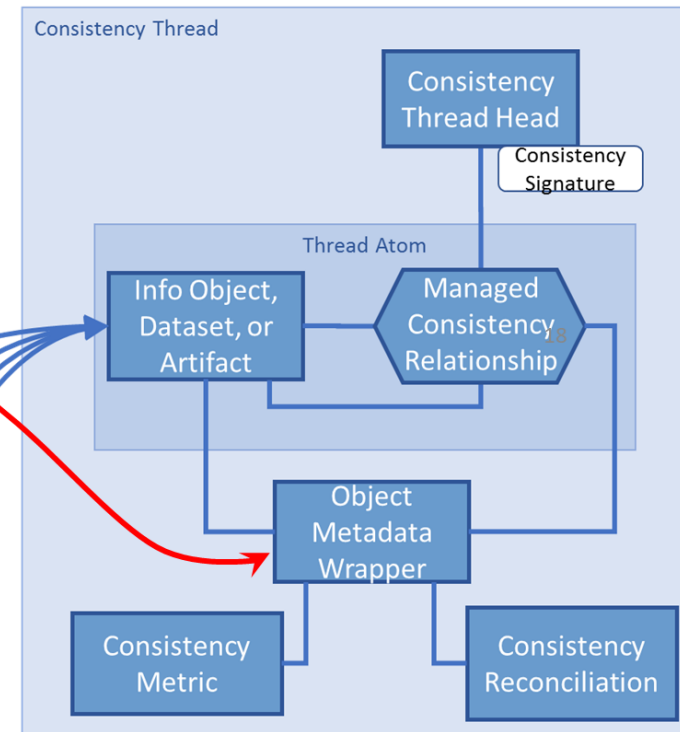 Consistency Thread
Consistency
Thread Head
Consistency
Signature
Thread Atom
Info Object,
Dataset, or
Artifact
Managed
Consistency
Relationship
18
Object
Metadata
Wrapper
Consistency
Metric
Consistency
Reconciliation